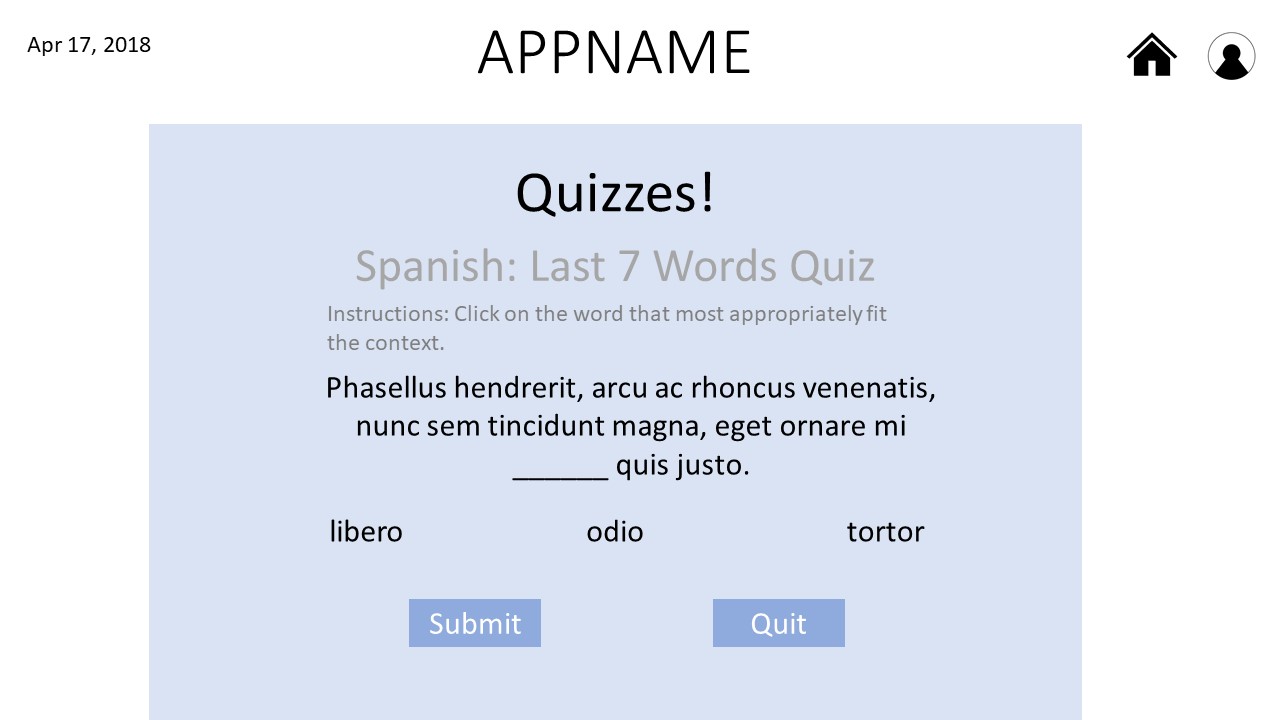 Apr 17, 2018
APPNAME
Quizzes!
Spanish: Last 7 Words Quiz
Instructions: Click on the word that most appropriately fit
the context.
Phasellus hendrerit, arcu ac rhoncus venenatis,
nunc sem tincidunt magna, eget ornare mi
______ quis justo.
libero odio tortor
Submit Quit